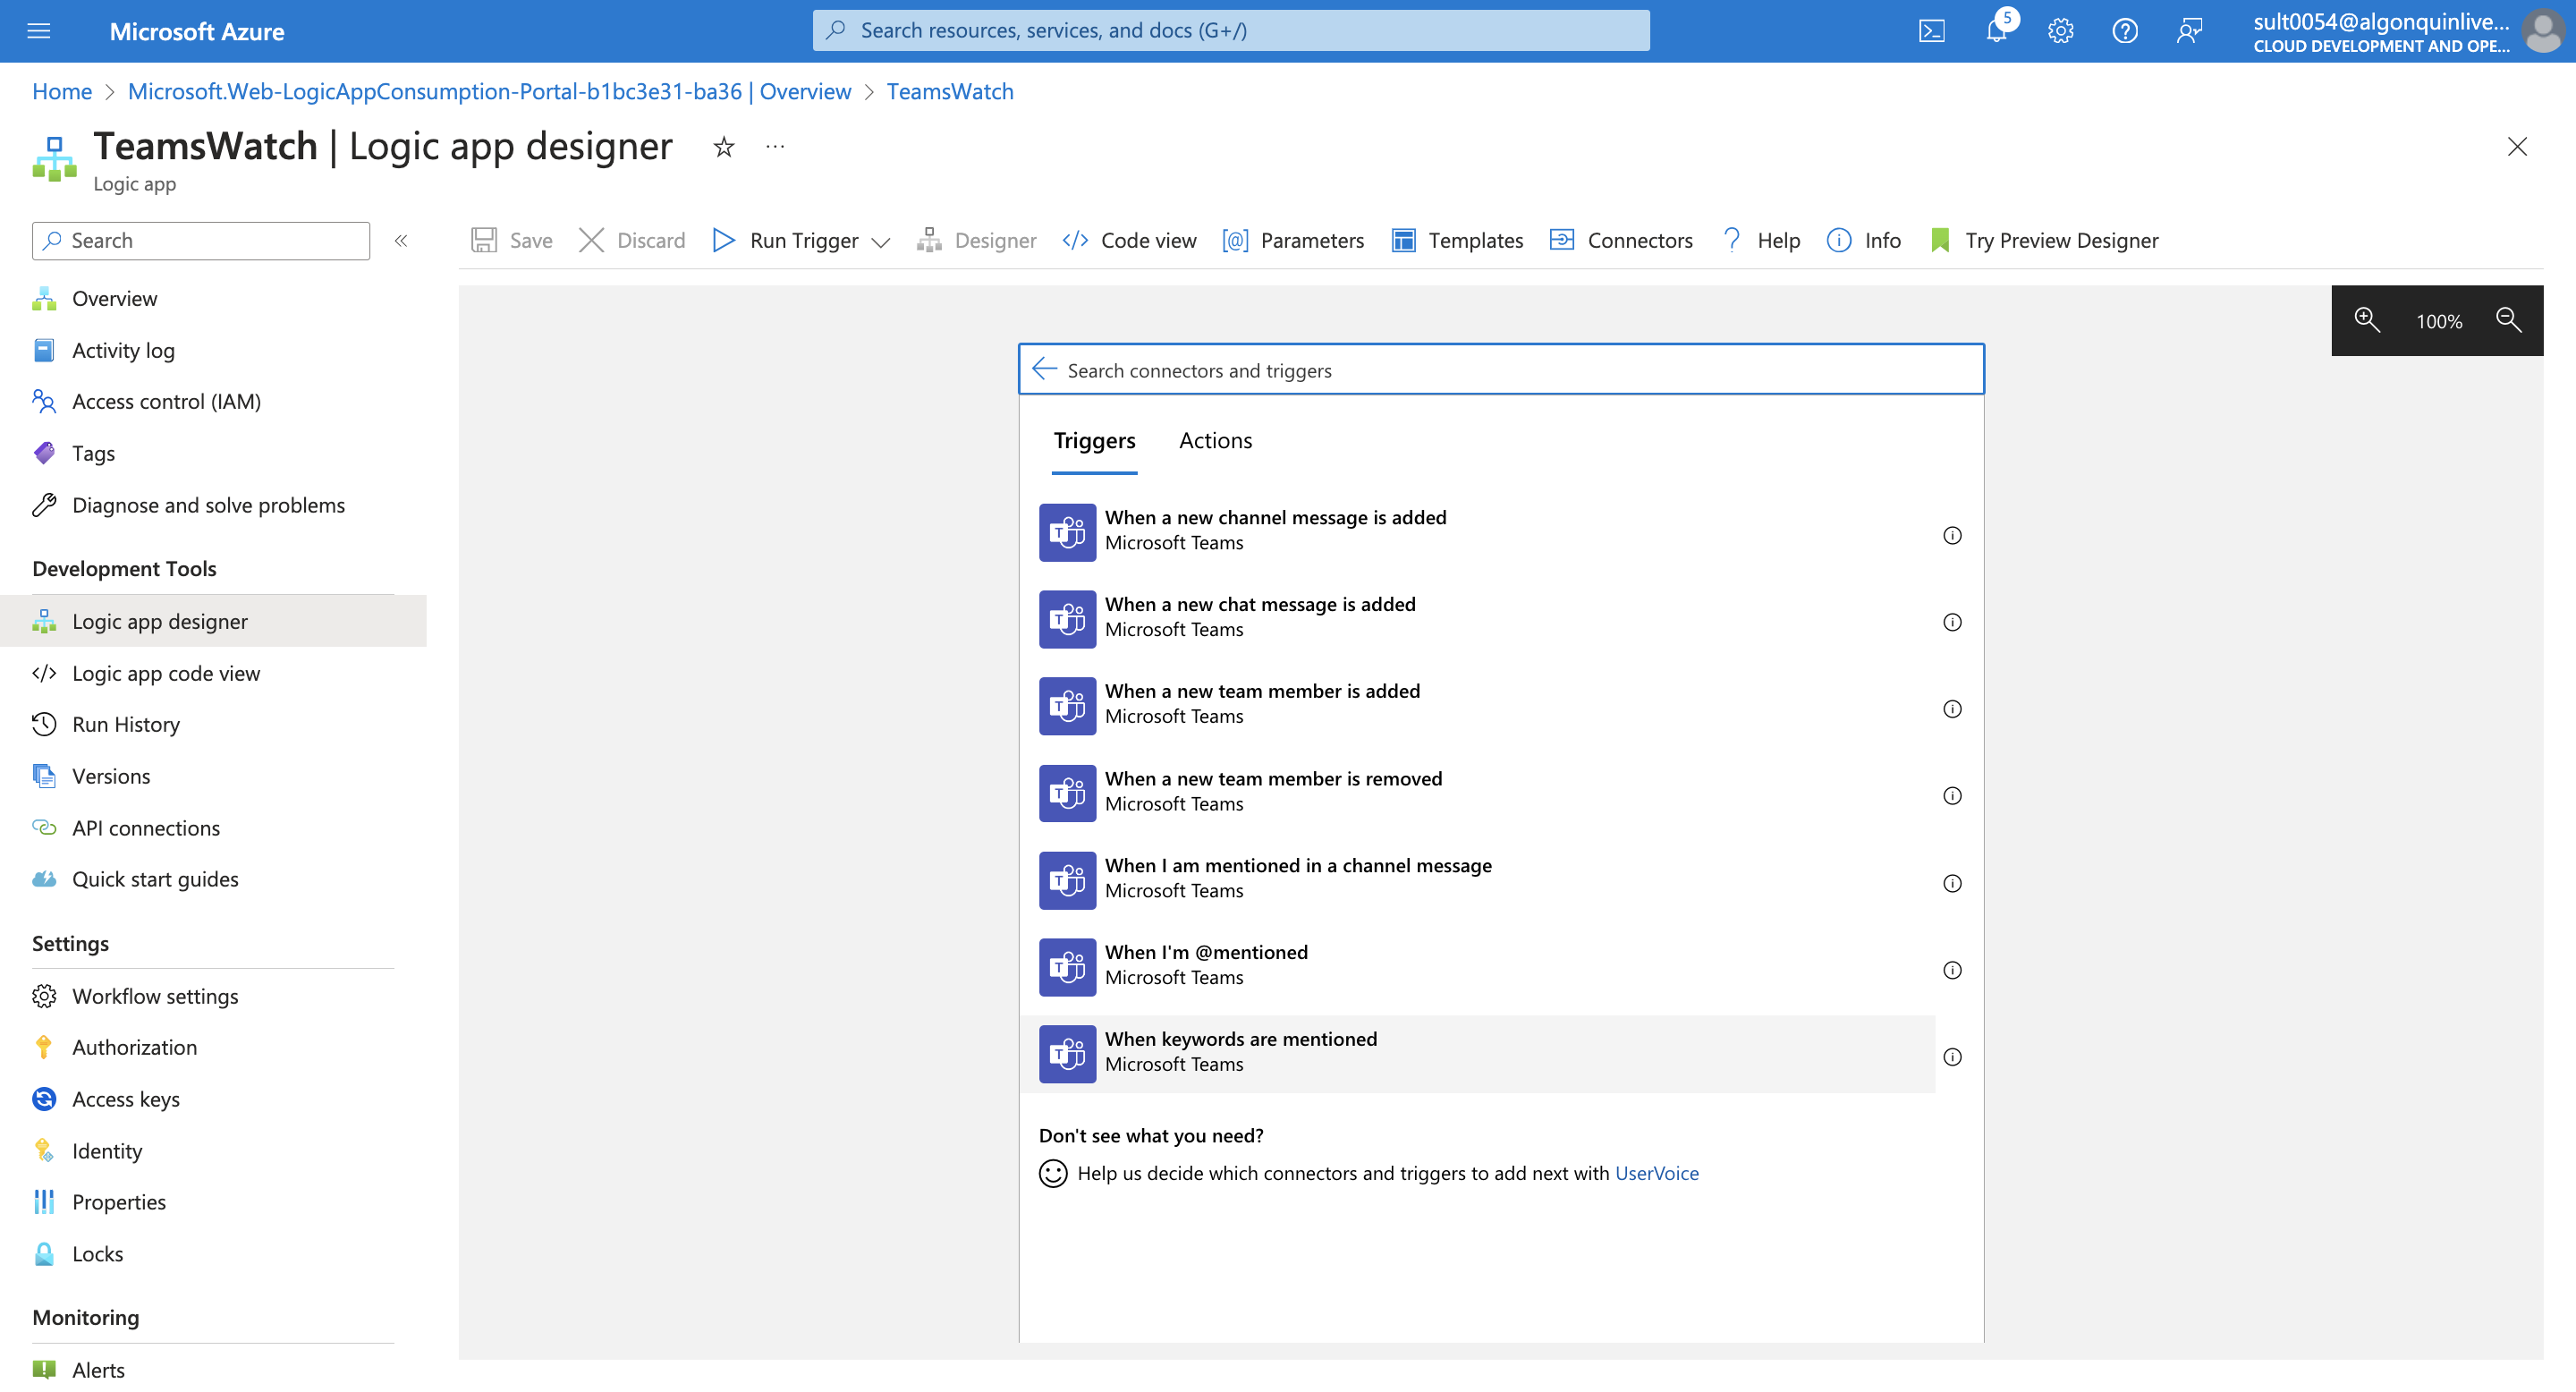 Microsoft Azure
Search resources, services, and docs (G+/)
5
sult0054@algonquinlive...
CLOUD DEVELOPMENT AND OPE...
Home > Microsoft.Web-LogicAppConsumption-Portal-b1bc3e31-ba36 | Overview > TeamsWatch
TeamsWatch | Logic app designer
Logic app
Search
Save Discard Run Trigger Designer Code view Parameters Templates Connectors Help Info Try Preview Designer
Overview
Activity log
Access control (IAM)
Tags
Diagnose and solve problems
Development Tools
Logic app designer
Logic app code view
Run History
Versions
API connections
Quick start guides
Settings
Workflow settings
Authorization
Access keys
Identity
Properties
Locks
Monitoring
Alerts
100%
Search connectors and triggers
Triggers Actions
When a new channel message is added
Microsoft Teams
When a new chat message is added
Microsoft Teams
When a new team member is added
Microsoft Teams
When a new team member is removed
Microsoft Teams
When I am mentioned in a channel message
Microsoft Teams
When I'm @mentioned
Microsoft Teams
When keywords are mentioned
Microsoft Teams
Don't see what you need?
Help us decide which connectors and triggers to add next with UserVoice